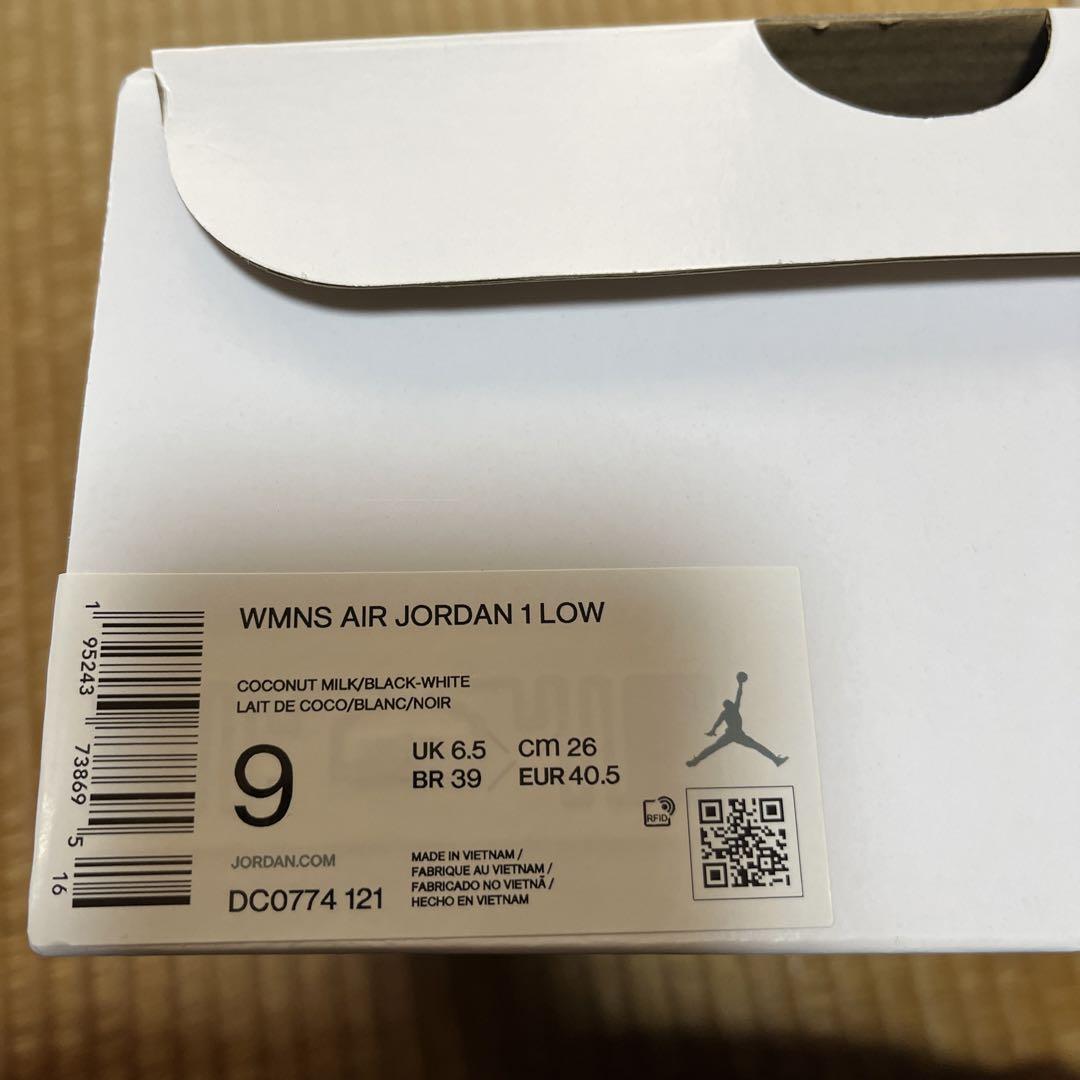 WMNS AIR JORDAN 1 LOW
COCONUT MILK/BLACK-WHITE
LAIT DE COCO/BLANC/NOIR
9
UK 6.5 cm 26
BR 39 EUR 40.5
RFID
JORDAN.COM
DC0774 121
MADE IN VIETNAM /
FABRIQUE AU VIETNAM /
FABRICADO NO VIETNÃ /
HECHO EN VIETNAM
1 95243 73869 5 16